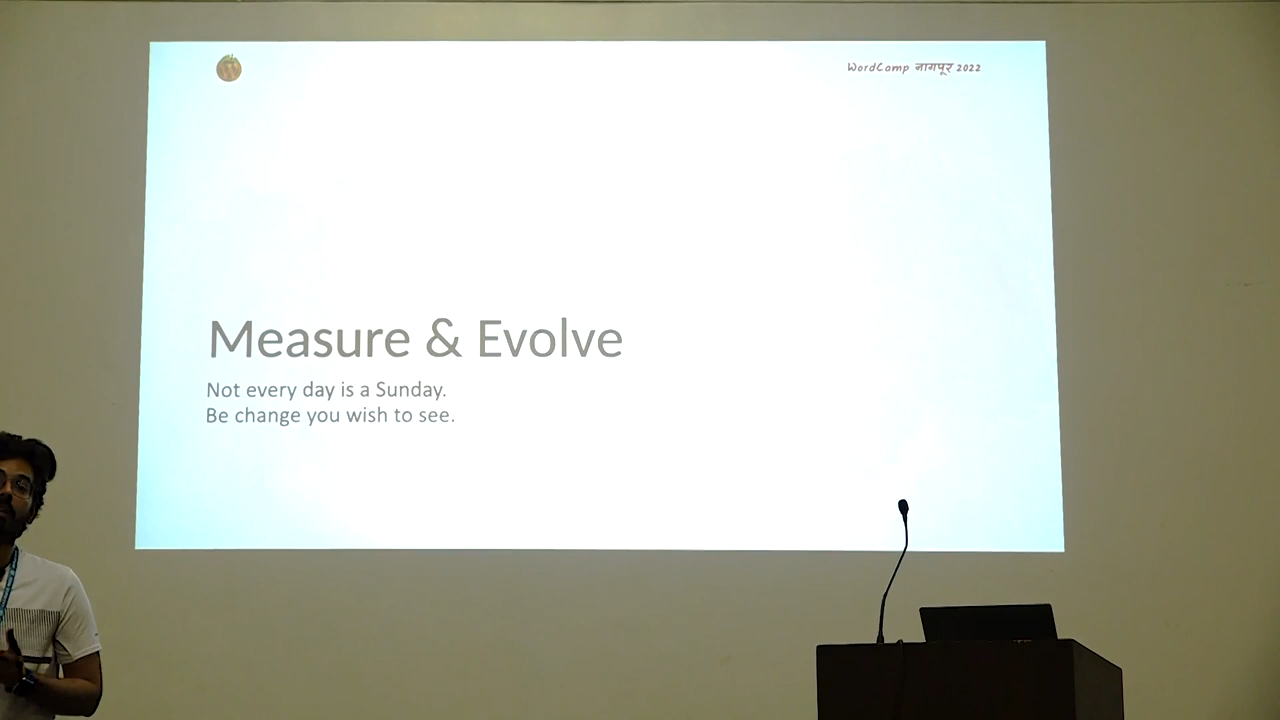 WordCamp नागपूर 2022
Measure & Evolve
Not every day is a Sunday.
Be change you wish to see.